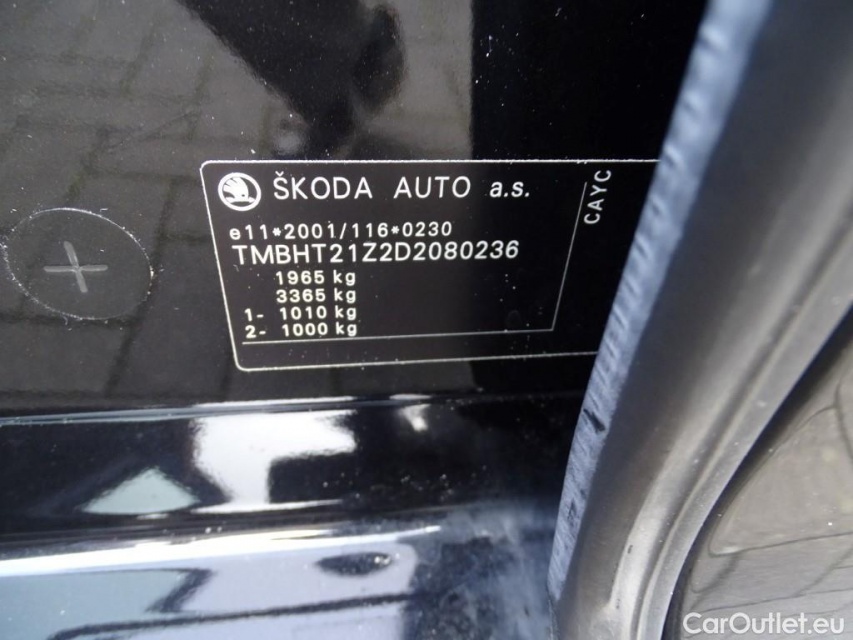 ŠKODA AUTO a.s.
CAYC
e11*2001/116*0230
TMBHT21Z2D2080236
1965 kg
3365 kg
1- 1010 kg
2- 1000 kg
CarOutlet.eu